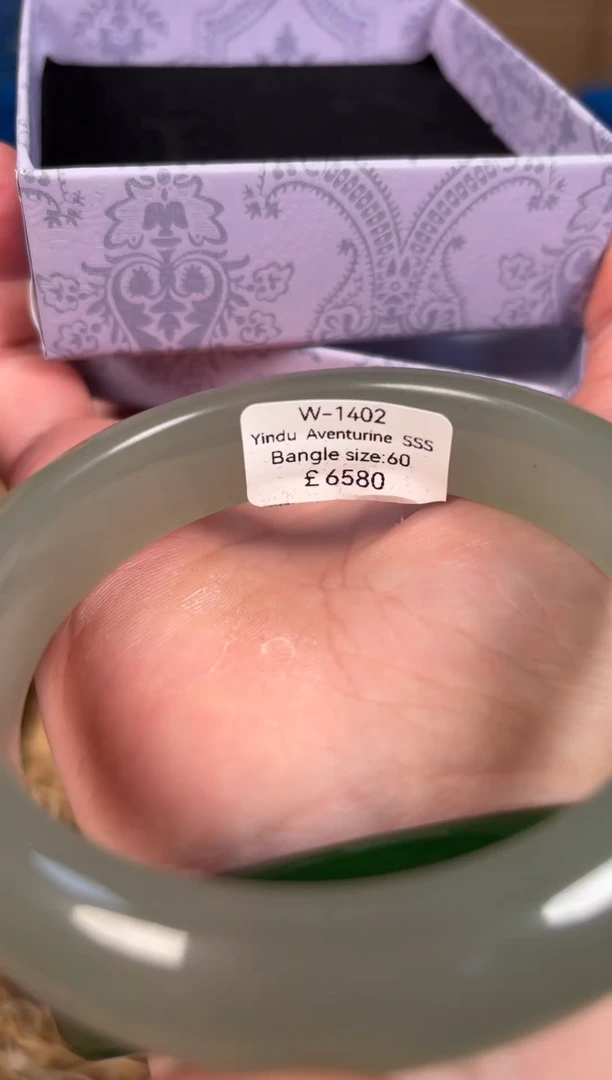 W-1402
Yindu Aventurine SSS
Bangle size:60
£6580